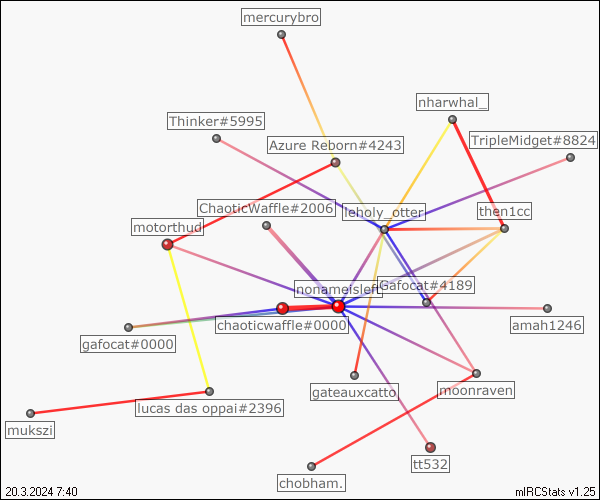 mercurybro
nharwhal_
Thinker#5995
TripleMidget#8824
Azure Reborn#4243
ChaoticWaffle#2006
leholy_otter
then1cc
motorthud
nonameisleft
Gafocat#4189
chaoticwaffle#0000
amah1246
gafocat#0000
gateauxcatto
moonraven
lucas das oppai#2396
mukszi
tt532
chobham.
20.3.2024 7:40
mIRCStats v1.25